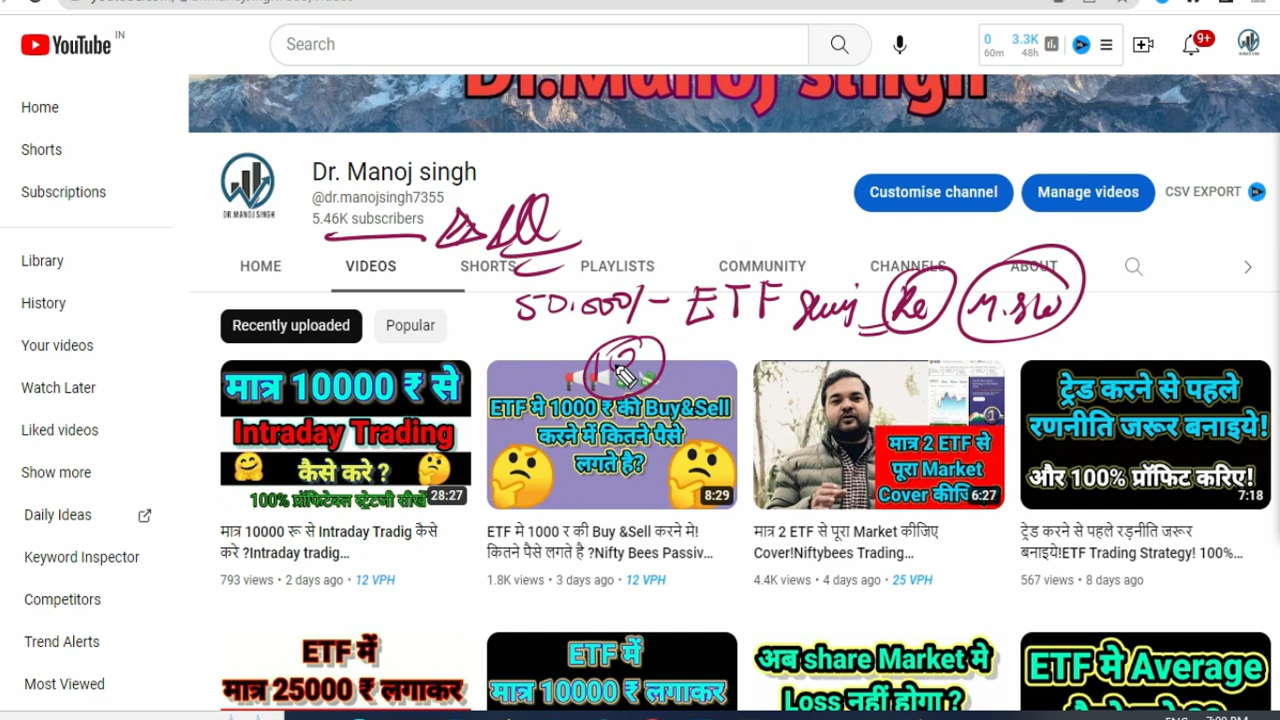 YouTube IN
Search
0 3.3K
60m 48h
9+
Dr.Manoj singh
Home
Shorts
Subscriptions
Library
History
Your videos
Watch Later
Liked videos
Show more
Daily Ideas
Keyword Inspector
Competitors
Trend Alerts
Most Viewed
DR MANOJ SINGH
Dr. Manoj singh
@dr.manojsingh7355
5.46K subscribers
Customise channel
Manage videos
CSV EXPORT
HOME VIDEOS SHORTS PLAYLISTS COMMUNITY CHANNELS ABOUT
50.000/- ETF
Recently uploaded
Popular
मात्र 10000 ₹ से
Intraday Trading
कैसे करे ?
100% प्रॉफिटेबल स्ट्रेटजी सीखें
28:27
मात्र 10000 रू से Intraday Tradig कैसे
करे ?Intraday tradig...
793 views • 2 days ago • 12 VPH
ETF मे 1000 ₹ की Buy&Sell
करने में कितने पैसे
लगते है?
8:29
ETF मे 1000 र की Buy &Sell करने मे!
कितने पैसे लगते है ?Nifty Bees Passiv...
1.8K views • 3 days ago • 12 VPH
मात्र 2 ETF से
पूरा Market
Cover कीजि
6:27
मात्र 2 ETF से पूरा Market कीजिए
Cover!Niftybees Trading...
4.4K views • 4 days ago • 25 VPH
ट्रेड करने से पहले
रणनीति जरूर बनाइये!
और 100% प्रॉफिट करिए!
7:18
ट्रेड करने से पहले रड़नीति जरूर
बनाइये!ETF Trading Strategy! 100%...
567 views • 8 days ago
ETF में
मात्र 25000 ₹ लगाकर
ETF में
मात्र 10000 ₹ लगाकर
अब share Market मे
Loss नहीं होगा ?
ETF मे Average